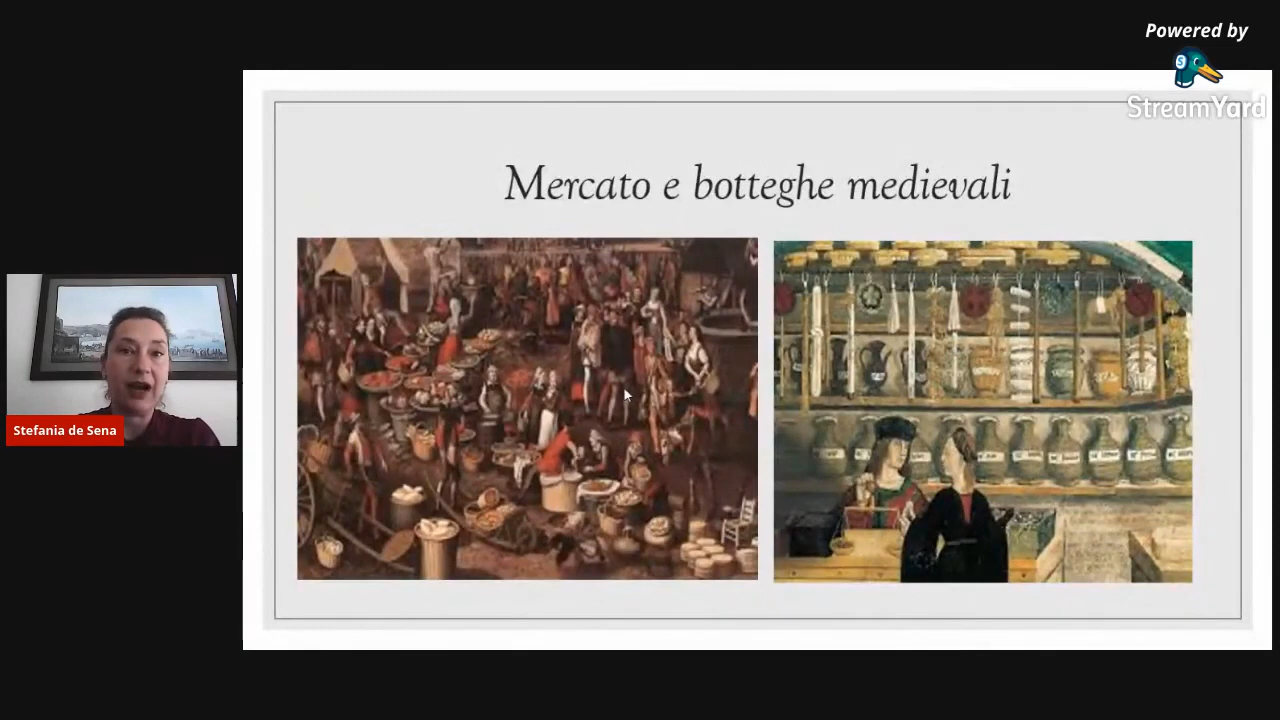 Powered by
StreamYard
Mercato e botteghe medievali
Stefania de Sena